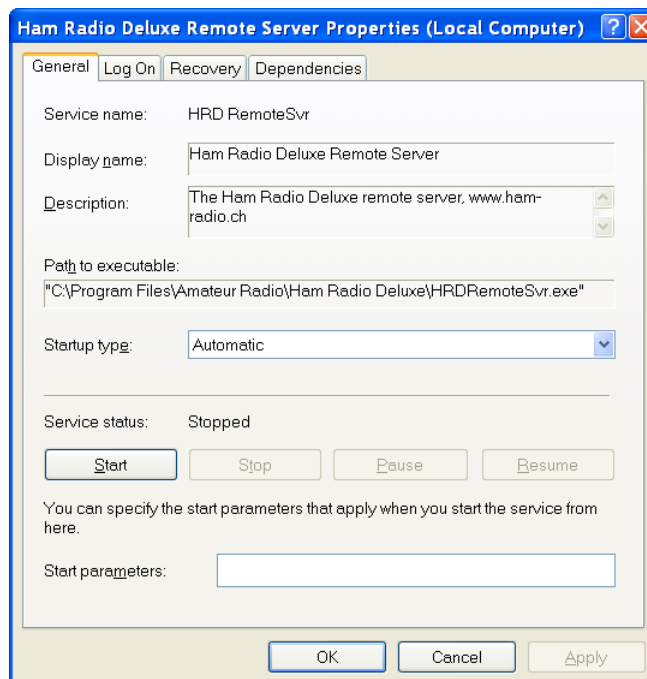 Ham Radio Deluxe Remote Server Properties (Local Computer)
General Log On Recovery Dependencies
Service name: HRD RemoteSvr
Display name: Ham Radio Deluxe Remote Server
Description: The Ham Radio Deluxe remote server, www.ham-
radio.ch
Path to executable:
"C:\Program Files\Amateur Radio\Ham Radio Deluxe\HRDRemoteSvr.exe"
Startup type: Automatic
Service status: Stopped
Start Stop Pause Resume
You can specify the start parameters that apply when you start the service from
here.
Start parameters:
OK Cancel Apply